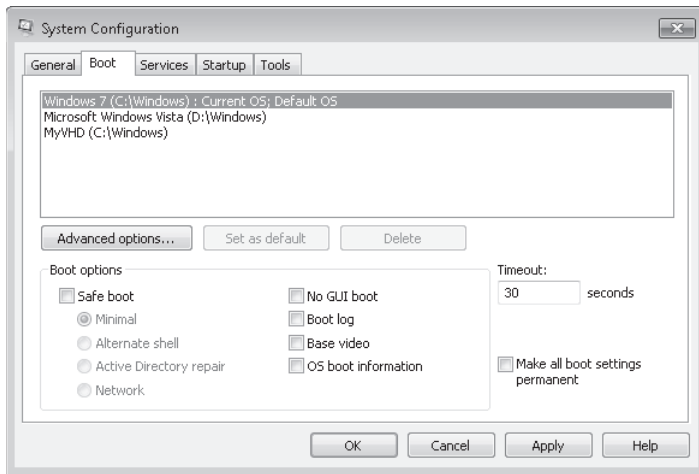 System Configuration
General Boot Services Startup Tools
Windows 7 (C:\Windows) : Current OS; Default OS
Microsoft Windows Vista (D:\Windows)
MyVHD (C:\Windows)
Advanced options... Set as default Delete
Boot options
Timeout:
Safe boot No GUI boot 30 seconds
Minimal Boot log
Alternate shell Base video
Active Directory repair OS boot information Make all boot settings
permanent
Network
OK Cancel Apply Help